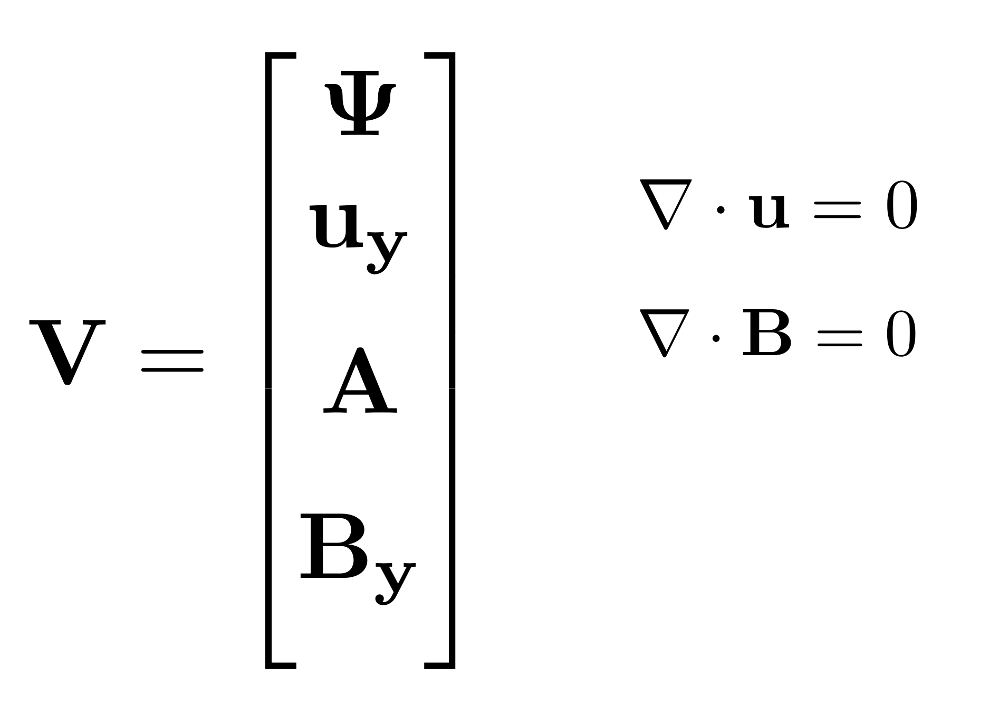 V = [ Ψ
u_y
A
B_y ]
∇ · u = 0
∇ · B = 0